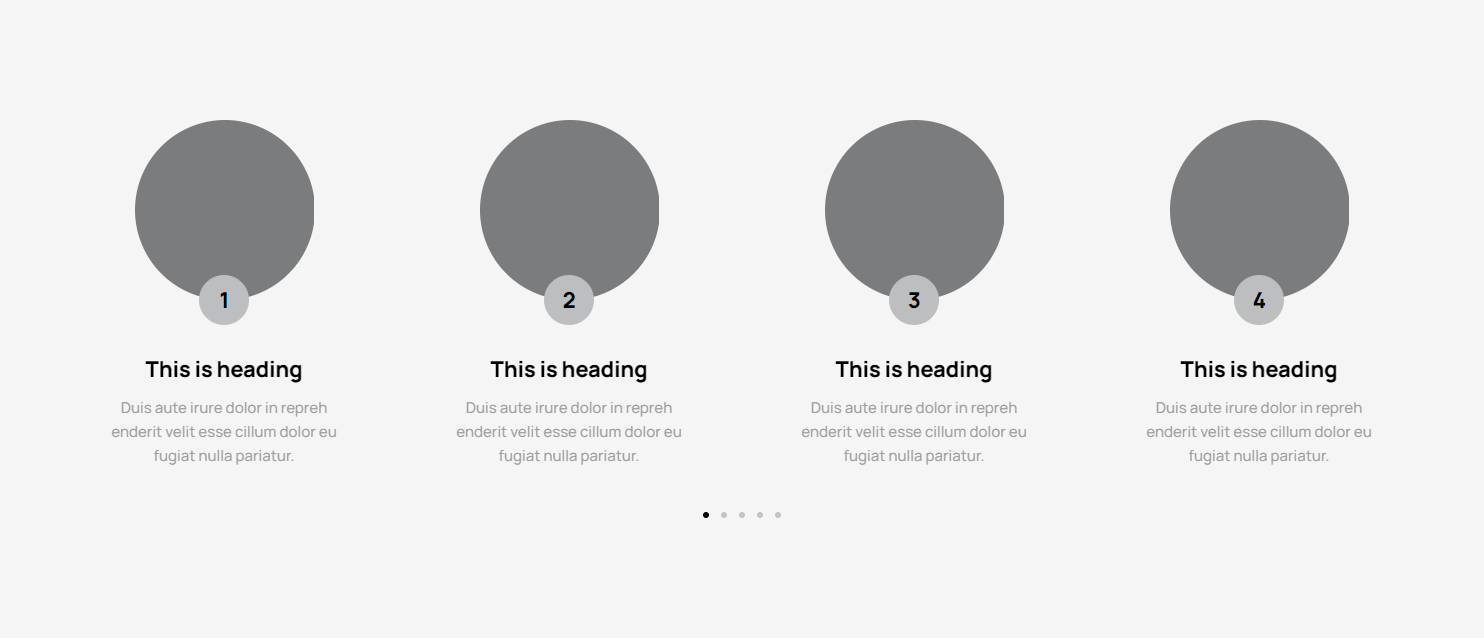 1
2
3
4
This is heading
This is heading
This is heading
This is heading
Duis aute irure dolor in repreh
enderit velit esse cillum dolor eu
fugiat nulla pariatur.
Duis aute irure dolor in repreh
enderit velit esse cillum dolor eu
fugiat nulla pariatur.
Duis aute irure dolor in repreh
enderit velit esse cillum dolor eu
fugiat nulla pariatur.
Duis aute irure dolor in repreh
enderit velit esse cillum dolor eu
fugiat nulla pariatur.